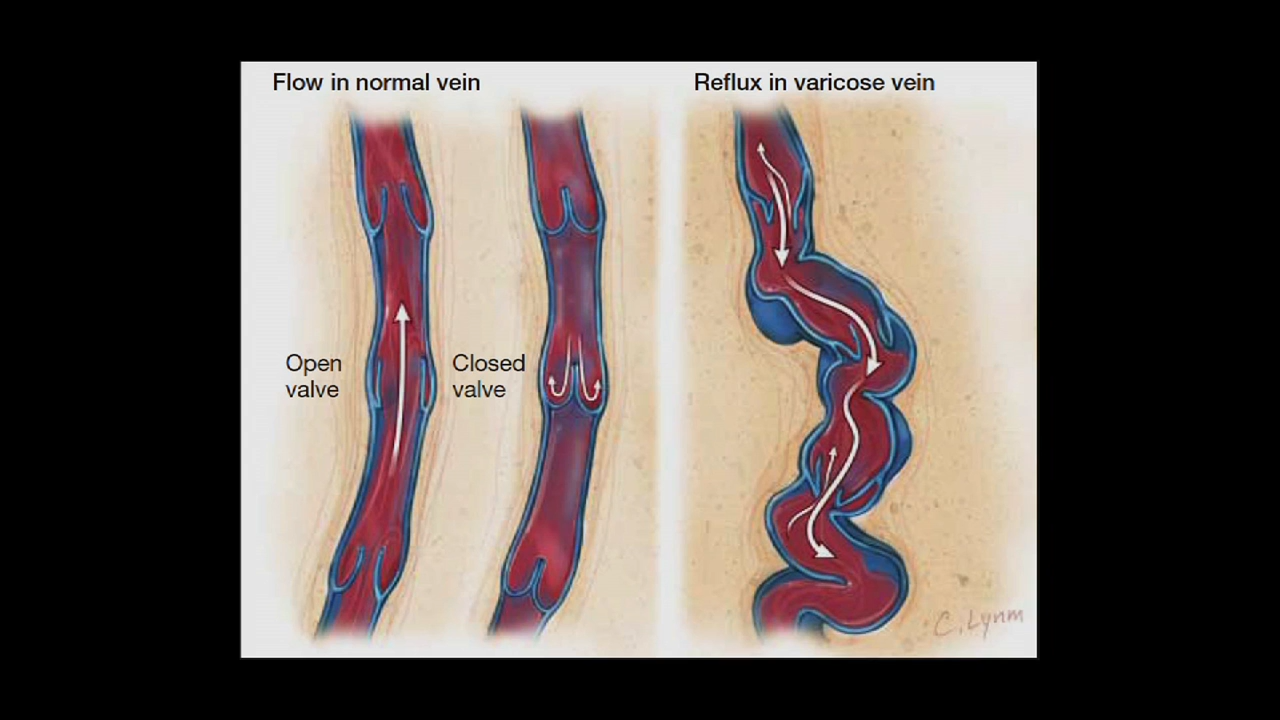 Flow in normal vein
Reflux in varicose vein
Open
valve
Closed
valve
C. Lynm